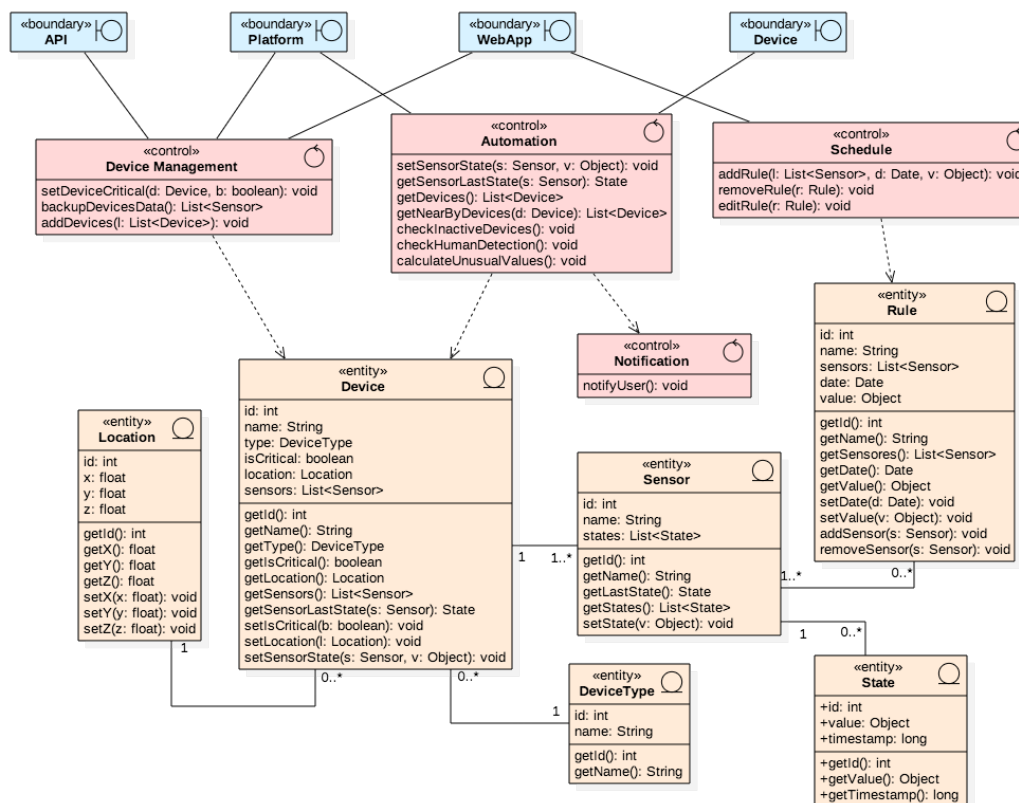 «boundary»
API
«boundary»
Platform
«boundary»
WebApp
«boundary»
Device
«control»
Device Management
setDeviceCritical(d: Device, b: boolean): void
backupDevicesData(): List<Sensor>
addDevices(l: List<Device>): void
«control»
Automation
setSensorState(s: Sensor, v: Object): void
getSensorLastState(s: Sensor): State
getDevices(): List<Device>
getNearByDevices(d: Device): List<Device>
checkInactiveDevices(): void
checkHumanDetection(): void
calculateUnusualValues(): void
«control»
Schedule
addRule(l: List<Sensor>, d: Date, v: Object): void
removeRule(r: Rule): void
editRule(r: Rule): void
«entity»
Rule
id: int
name: String
sensors: List<Sensor>
date: Date
value: Object
getId(): int
getName(): String
getSensores(): List<Sensor>
getDate(): Date
getValue(): Object
setDate(d: Date): void
setValue(v: Object): void
addSensor(s: Sensor): void
removeSensor(s: Sensor): void
«control»
Notification
notifyUser(): void
«entity»
Device
id: int
name: String
type: DeviceType
isCritical: boolean
location: Location
sensors: List<Sensor>
getId(): int
getName(): String
getType(): DeviceType
getIsCritical(): boolean
getLocation(): Location
getSensors(): List<Sensor>
getSensorLastState(s: Sensor): State
setIsCritical(b: boolean): void
setLocation(l: Location): void
setSensorState(s: Sensor, v: Object): void
«entity»
Location
id: int
x: float
y: float
z: float
getId(): int
getX(): float
getY(): float
getZ(): float
setX(x: float): void
setY(y: float): void
setZ(z: float): void
«entity»
Sensor
id: int
name: String
states: List<State>
getId(): int
getName(): String
getLastState(): State
getStates(): List<State>
setState(v: Object): void
1
1..*
1..*
0..*
1
0..*
1
0..*
0..*
1
«entity»
DeviceType
id: int
name: String
getId(): int
getName(): String
«entity»
State
+id: int
+value: Object
+timestamp: long
+getId(): int
+getValue(): Object
+getTimestamp(): long